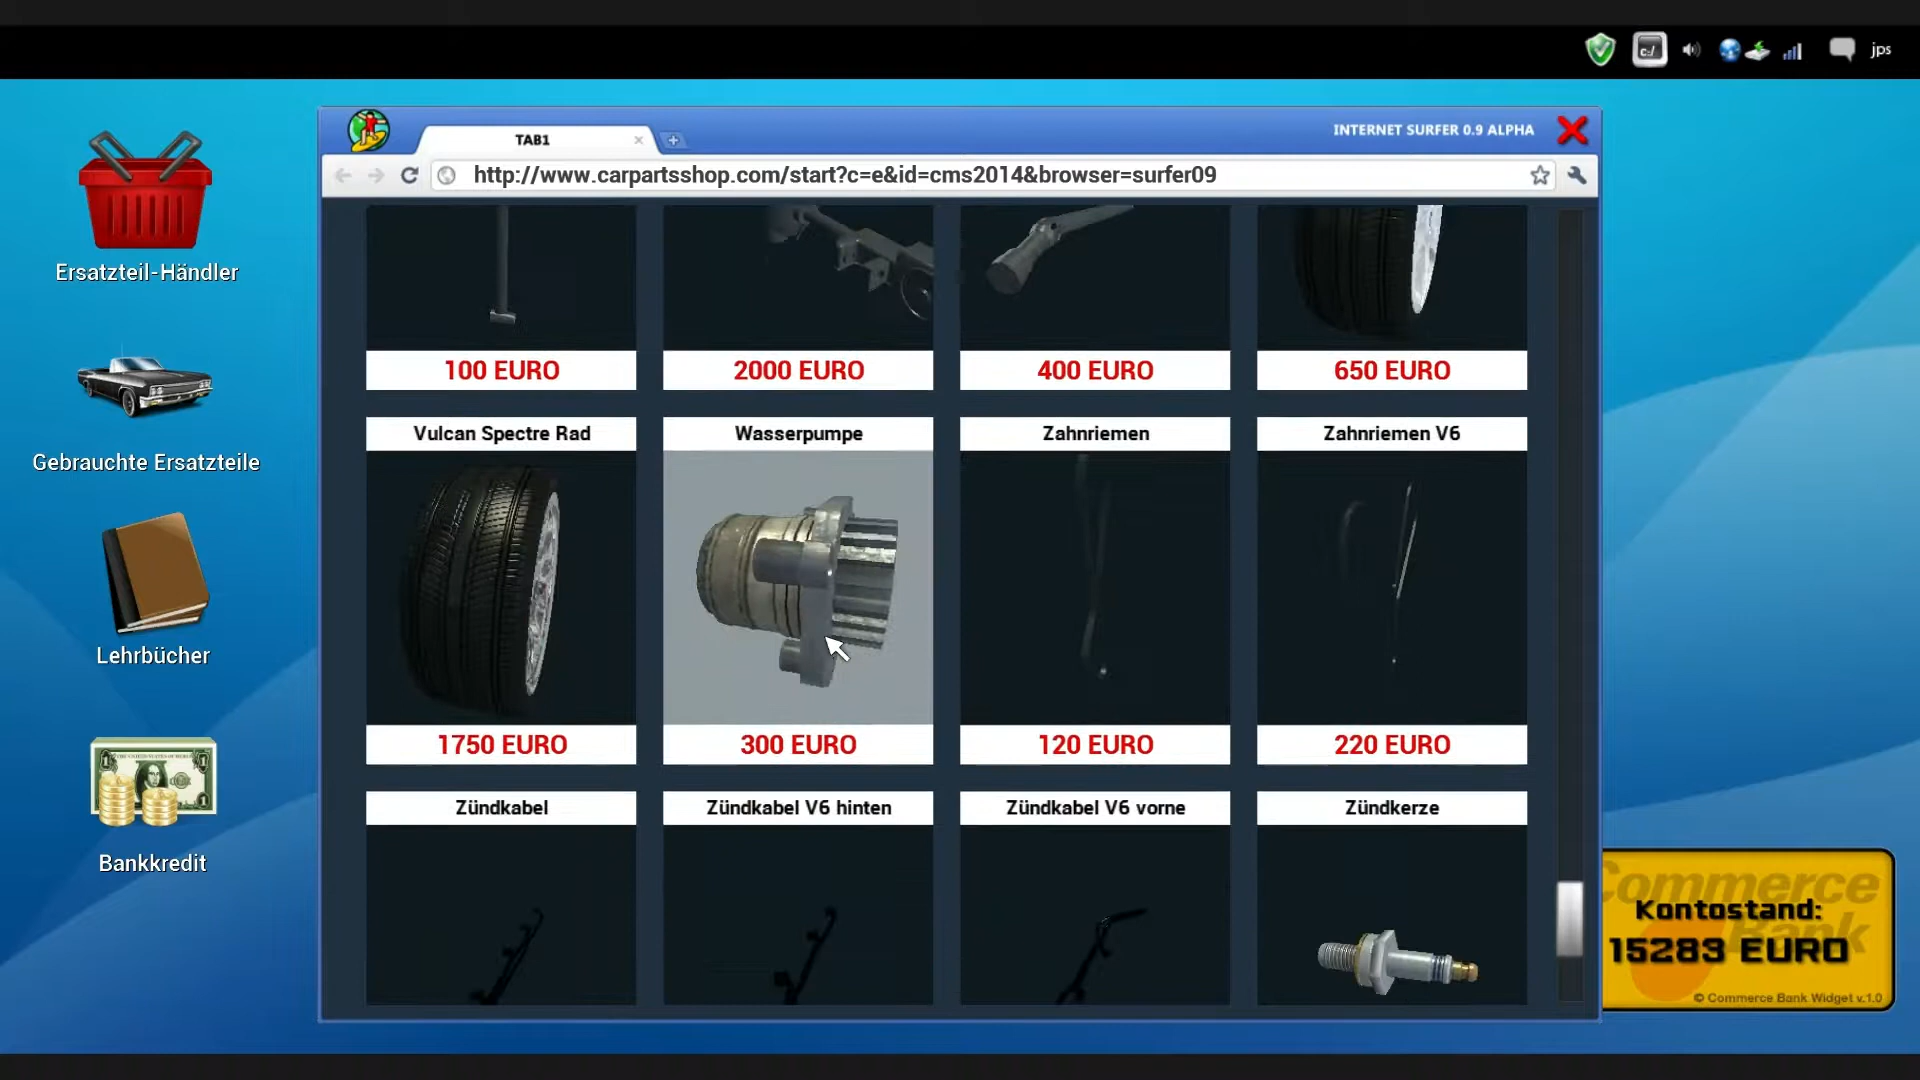 c:/
jps
TAB1
INTERNET SURFER 0.9 ALPHA
http://www.carpartsshop.com/start?c=e&id=cms2014&browser=surfer09
Ersatzteil-Händler
Gebrauchte Ersatzteile
Lehrbücher
Bankkredit
100 EURO
2000 EURO
400 EURO
650 EURO
Vulcan Spectre Rad
Wasserpumpe
Zahnriemen
Zahnriemen V6
1750 EURO
300 EURO
120 EURO
220 EURO
Zündkabel
Zündkabel V6 hinten
Zündkabel V6 vorne
Zündkerze
Commerce
Bank
Kontostand:
15283 EURO
© Commerce Bank Widget v.1.0